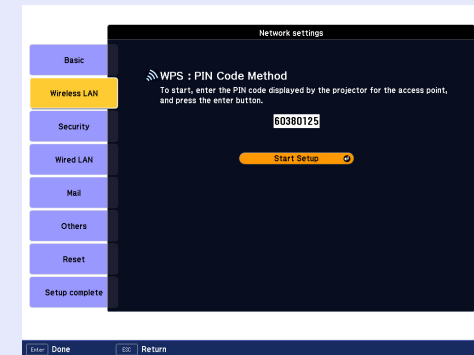 Network settings
Basic
Wireless LAN
Security
Wired LAN
Mail
Others
Reset
Setup complete
WPS : PIN Code Method
To start, enter the PIN code displayed by the projector for the access point,
and press the enter button.
60380125
Start Setup
Enter Done ESC Return